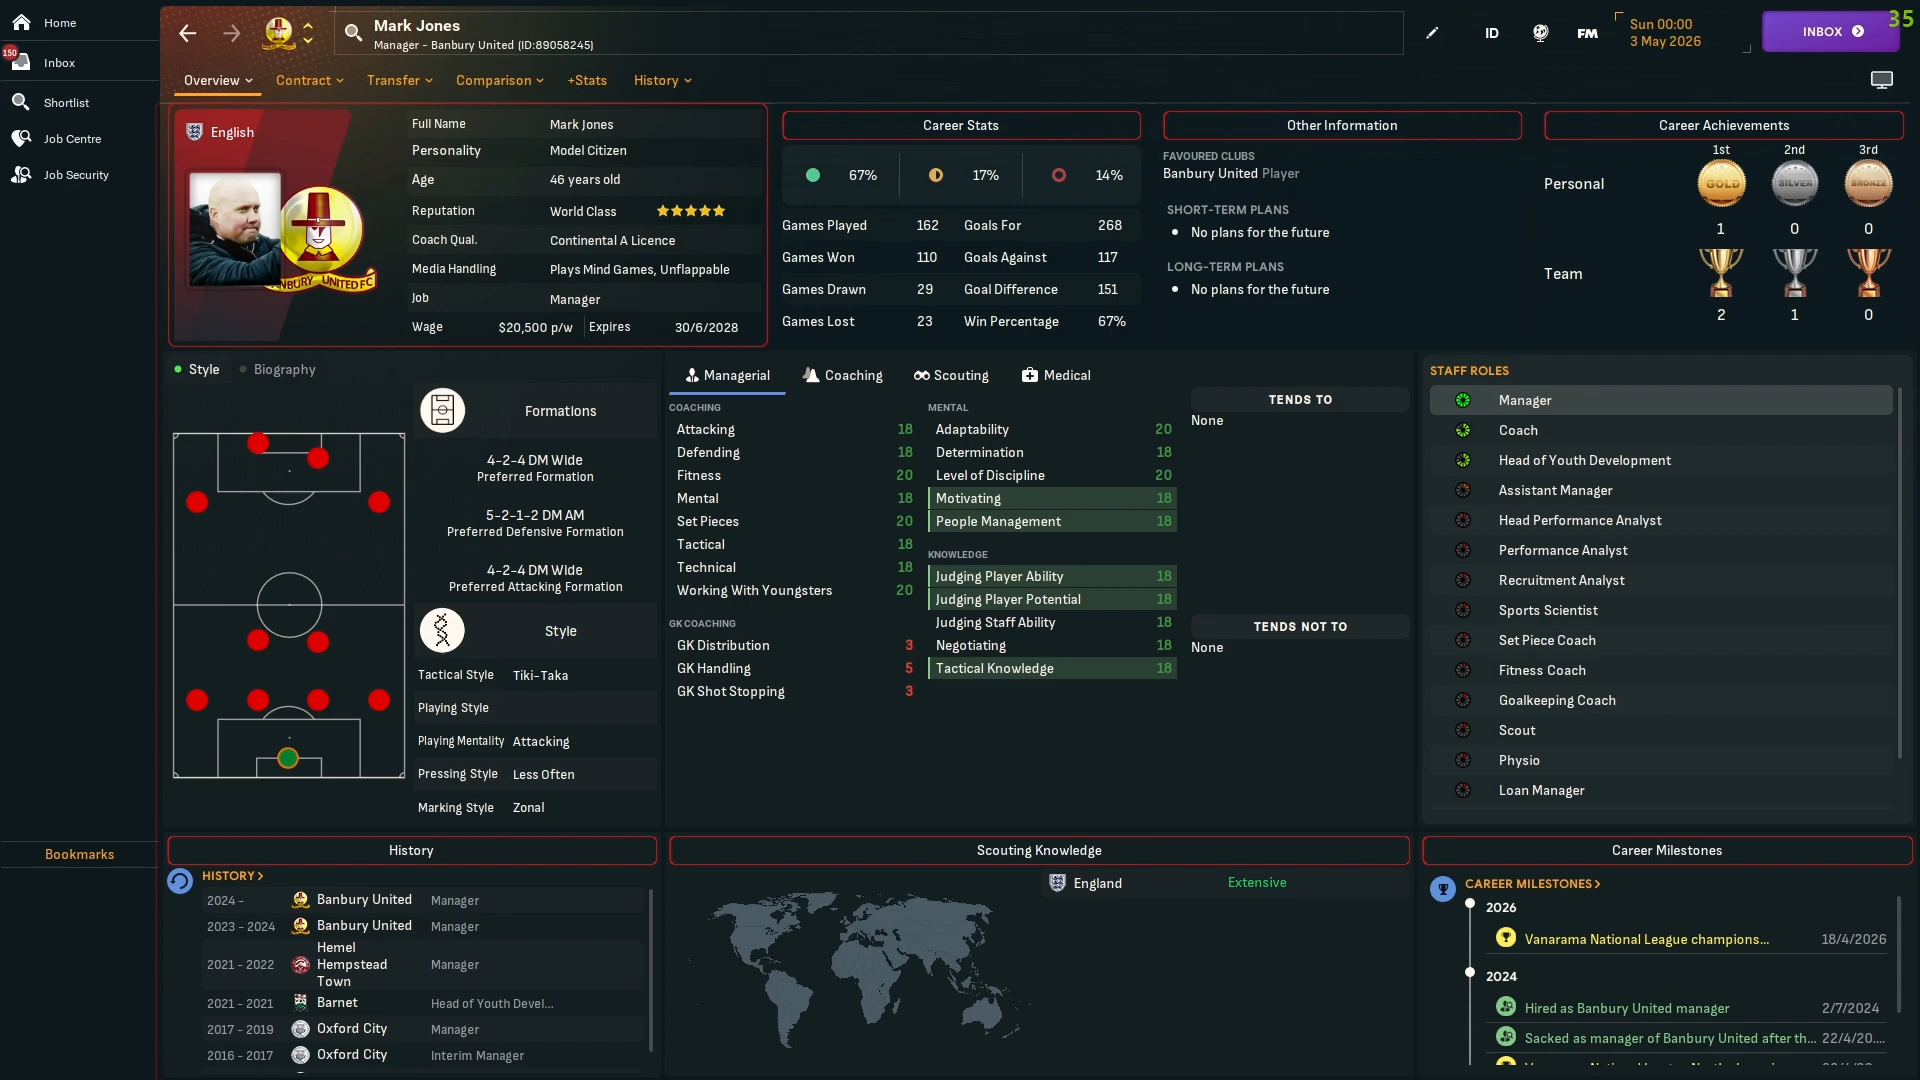 Home
150
Inbox
Shortlist
Job Centre
Job Security
Bookmarks
Mark Jones
Manager - Banbury United (ID:89058245)
ID
FM
Sun 00:00
3 May 2026
INBOX
35
Overview
Contract
Transfer
Comparison
+Stats
History
English
BANBURY UNITED FC
Full Name Mark Jones
Personality Model Citizen
Age 46 years old
Reputation World Class
Coach Qual. Continental A Licence
Media Handling Plays Mind Games, Unflappable
Job Manager
Wage $20,500 p/w Expires 30/6/2028
Career Stats
67% 17% 14%
Games Played 162 Goals For 268
Games Won 110 Goals Against 117
Games Drawn 29 Goal Difference 151
Games Lost 23 Win Percentage 67%
Other Information
FAVOURED CLUBS
Banbury United Player
SHORT-TERM PLANS
No plans for the future
LONG-TERM PLANS
No plans for the future
Career Achievements
1st 2nd 3rd
Personal GOLD SILVER BRONZE
1 0 0
Team
2 1 0
Style Biography
Formations
4-2-4 DM Wide
Preferred Formation
5-2-1-2 DM AM
Preferred Defensive Formation
4-2-4 DM Wide
Preferred Attacking Formation
Style
Tactical Style Tiki-Taka
Playing Style
Playing Mentality Attacking
Pressing Style Less Often
Marking Style Zonal
Managerial Coaching Scouting Medical
COACHING
Attacking 18
Defending 18
Fitness 20
Mental 18
Set Pieces 20
Tactical 18
Technical 18
Working With Youngsters 20
GK COACHING
GK Distribution 3
GK Handling 5
GK Shot Stopping 3
MENTAL
Adaptability 20
Determination 18
Level of Discipline 20
Motivating 18
People Management 18
KNOWLEDGE
Judging Player Ability 18
Judging Player Potential 18
Judging Staff Ability 18
Negotiating 18
Tactical Knowledge 18
TENDS TO
None
TENDS NOT TO
None
STAFF ROLES
Manager
Coach
Head of Youth Development
Assistant Manager
Head Performance Analyst
Performance Analyst
Recruitment Analyst
Sports Scientist
Set Piece Coach
Fitness Coach
Goalkeeping Coach
Scout
Physio
Loan Manager
History
HISTORY >
2024 - Banbury United Manager
2023 - 2024 Banbury United Manager
2021 - 2022 Hemel Hempstead Town Manager
2021 - 2021 Barnet Head of Youth Devel...
2017 - 2019 Oxford City Manager
2016 - 2017 Oxford City Interim Manager
Scouting Knowledge
England Extensive
Career Milestones
CAREER MILESTONES >
2026
Vanarama National League champions... 18/4/2026
2024
Hired as Banbury United manager 2/7/2024
Sacked as manager of Banbury United after th... 22/4/20....